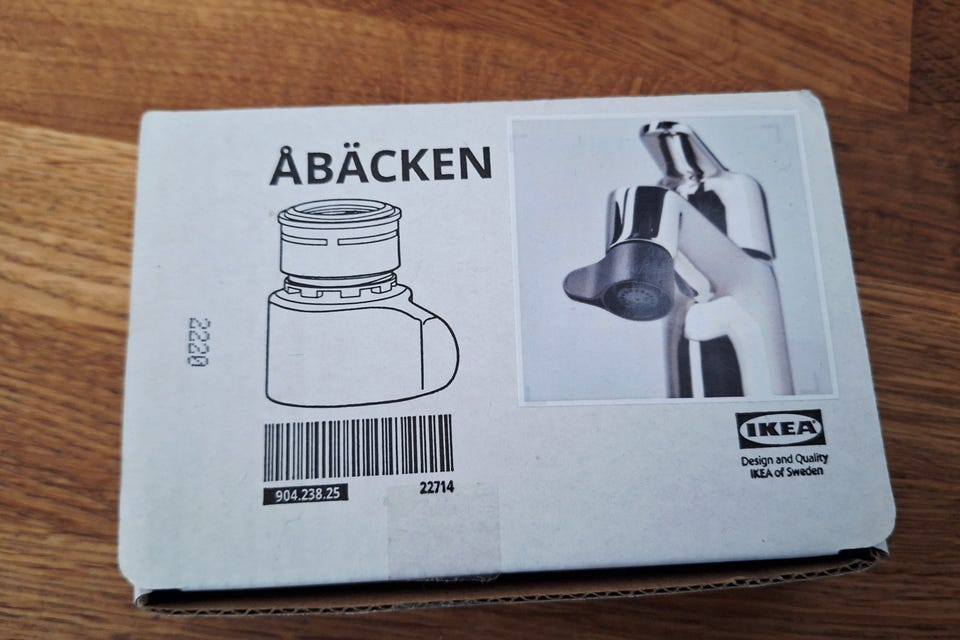 ÅBÄCKEN
2220
904.238.25
22714
IKEA
Design and Quality
IKEA of Sweden